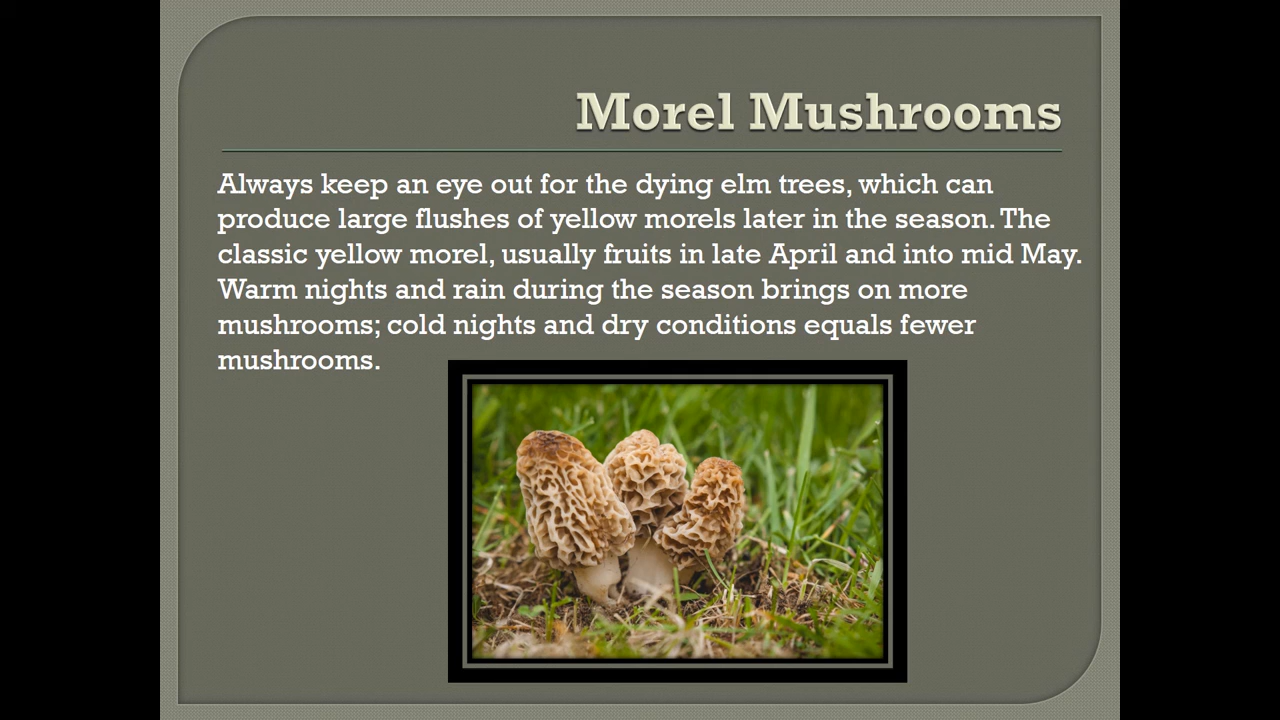 Morel Mushrooms
Always keep an eye out for the dying elm trees, which can
produce large flushes of yellow morels later in the season. The
classic yellow morel, usually fruits in late April and into mid May.
Warm nights and rain during the season brings on more
mushrooms; cold nights and dry conditions equals fewer
mushrooms.